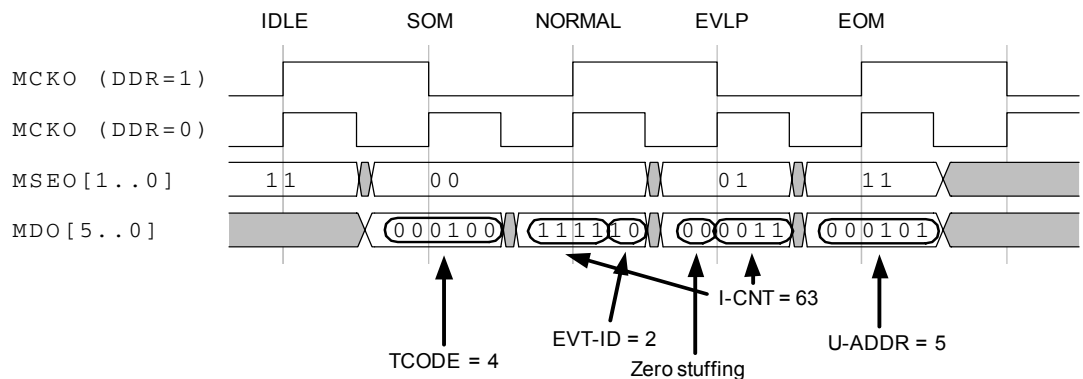 IDLE SOM NORMAL EVLP EOM
MCKO (DDR=1)
MCKO (DDR=0)
MSEO[1..0] 11 00 01 11
MDO[5..0] 000100 111110 000011 000101
I-CNT = 63
EVT-ID = 2 U-ADDR = 5
TCODE = 4 Zero stuffing